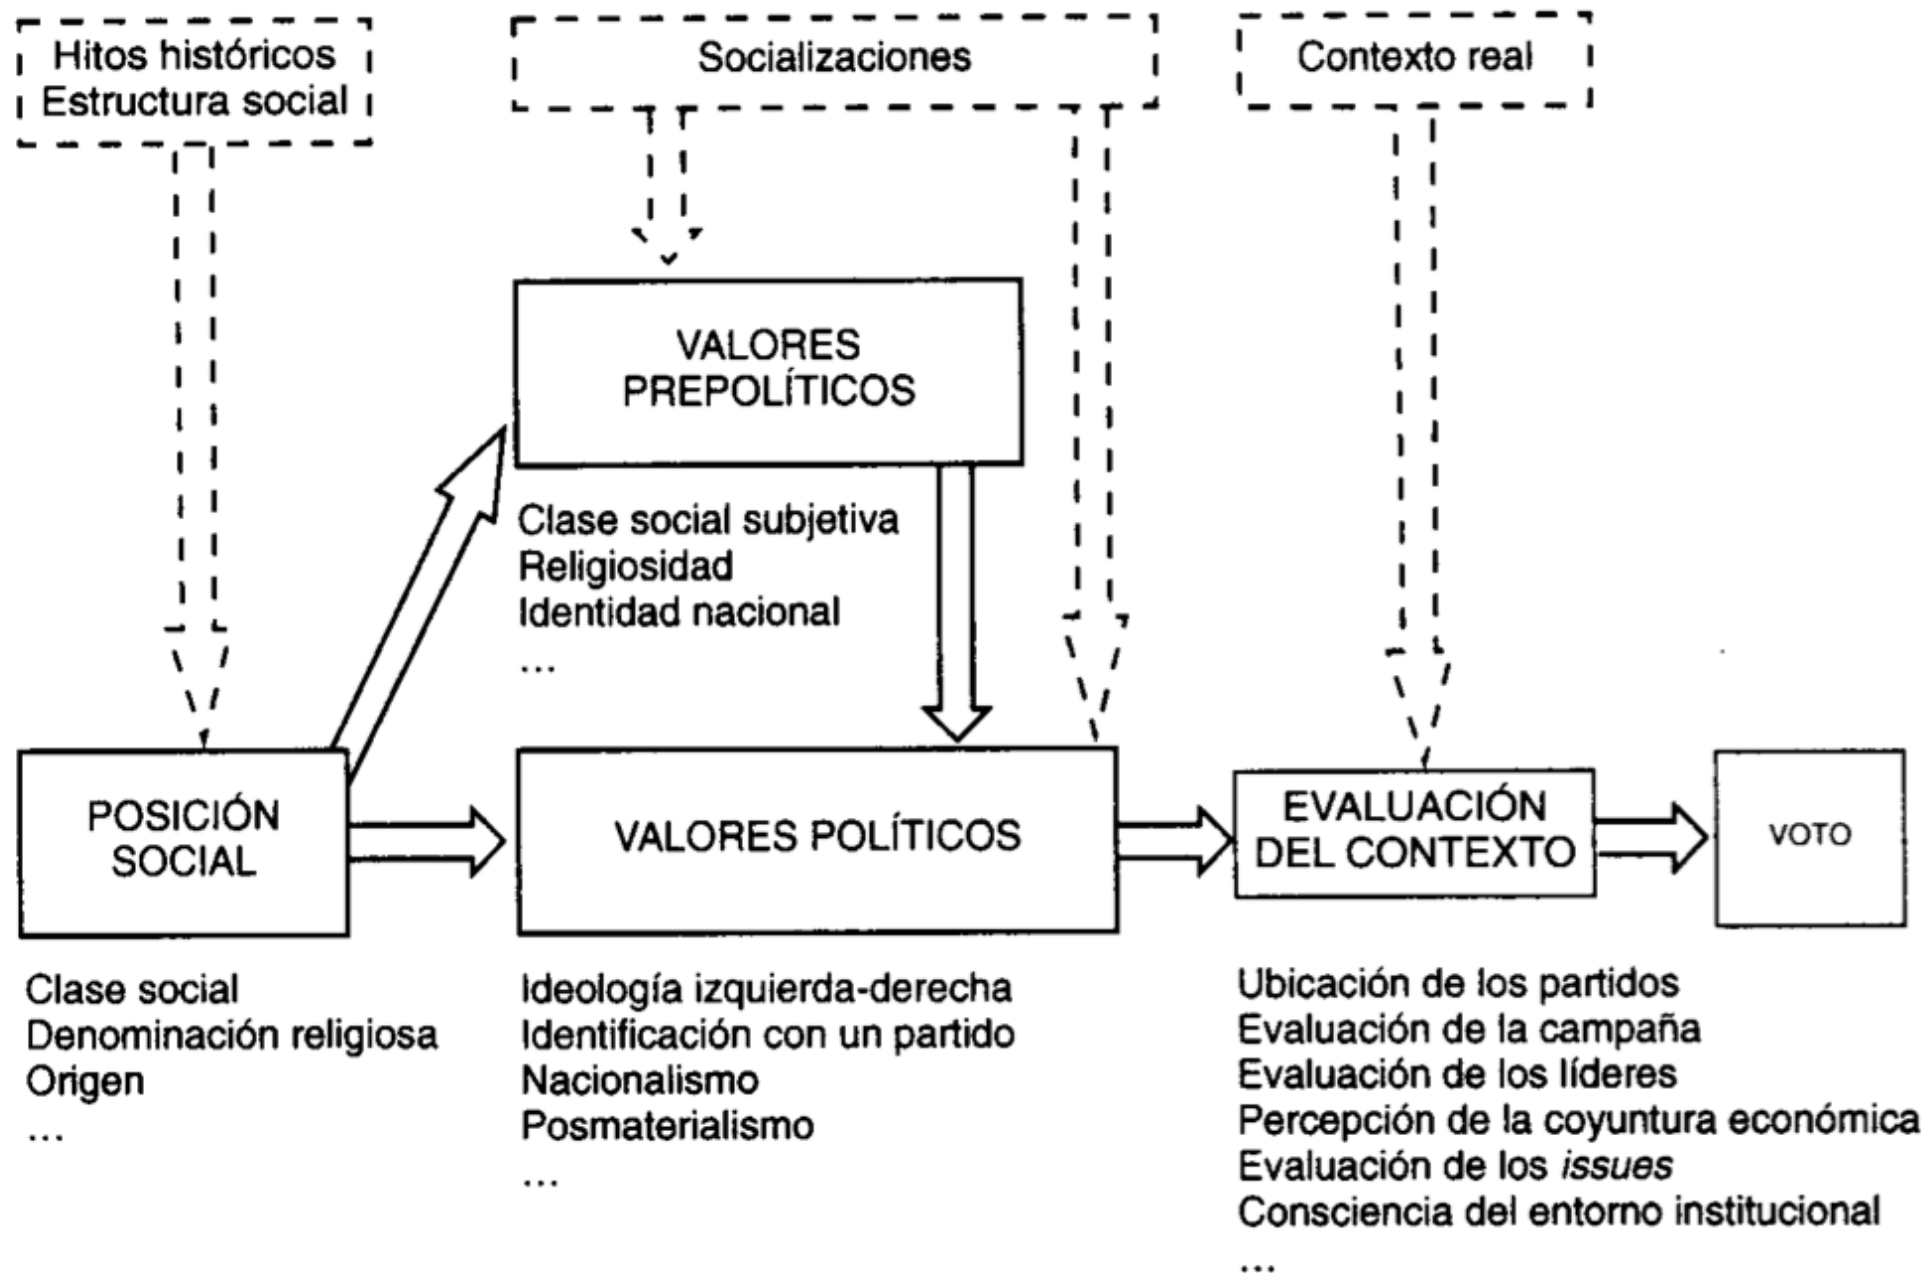 Hitos históricos
Estructura social
Socializaciones
Contexto real
VALORES
PREPOLÍTICOS
Clase social subjetiva
Religiosidad
Identidad nacional
...
POSICIÓN
SOCIAL
VALORES POLÍTICOS
EVALUACIÓN
DEL CONTEXTO
VOTO
Clase social
Denominación religiosa
Origen
...
Ideología izquierda-derecha
Identificación con un partido
Nacionalismo
Posmaterialismo
...
Ubicación de los partidos
Evaluación de la campaña
Evaluación de los líderes
Percepción de la coyuntura económica
Evaluación de los issues
Consciencia del entorno institucional
...